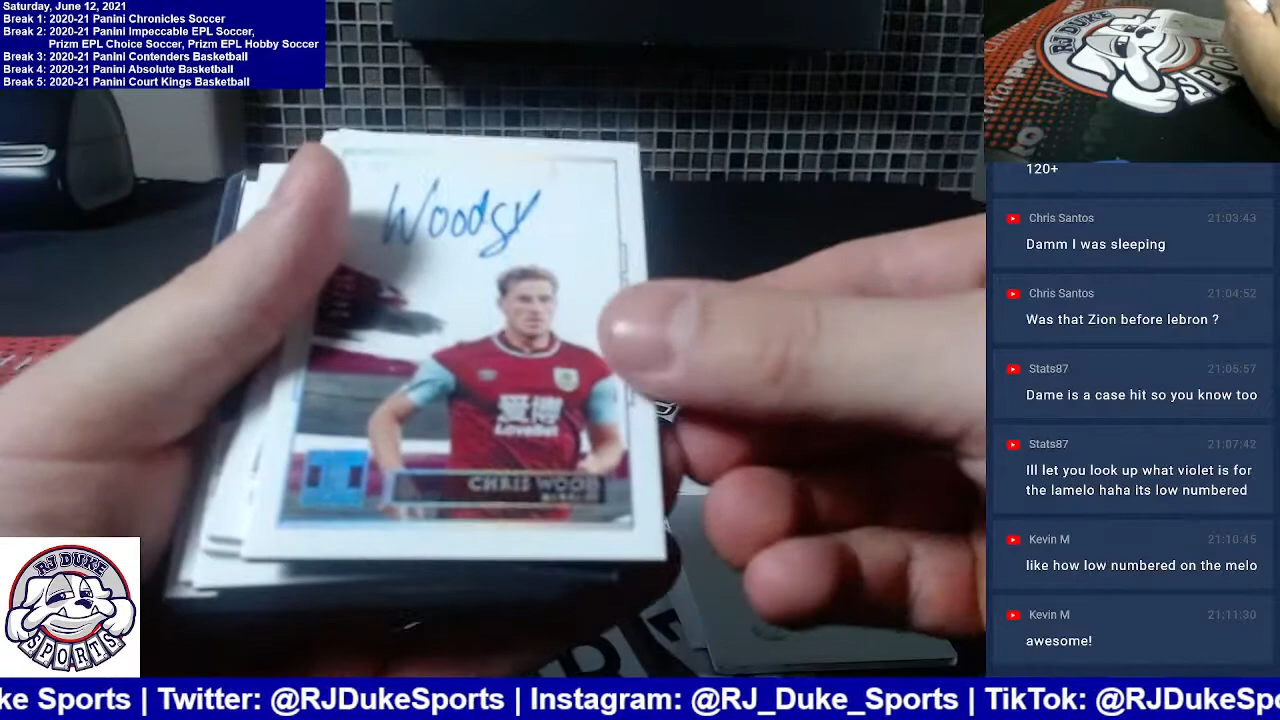 Saturday, June 12, 2021
Break 1: 2020-21 Panini Chronicles Soccer
Break 2: 2020-21 Panini Impeccable EPL Soccer,
Prizm EPL Choice Soccer, Prizm EPL Hobby Soccer
Break 3: 2020-21 Panini Contenders Basketball
Break 4: 2020-21 Panini Absolute Basketball
Break 5: 2020-21 Panini Court Kings Basketball
Woodsy
LoveBet
CHRIS WOOD
RJ DUKE
SPORTS
120+
Chris Santos 21:03:43
Damm I was sleeping
Chris Santos 21:04:52
Was that Zion before lebron ?
Stats87 21:05:57
Dame is a case hit so you know too
Stats87 21:07:42
Ill let you look up what violet is for
the lamelo haha its low numbered
Kevin M 21:10:45
like how low numbered on the melo
Kevin M 21:11:30
awesome!
RJ DUKE
SPORTS
ke Sports | Twitter: @RJDukeSports | Instagram: @RJ_Duke_Sports | TikTok: @RJDukeSpo